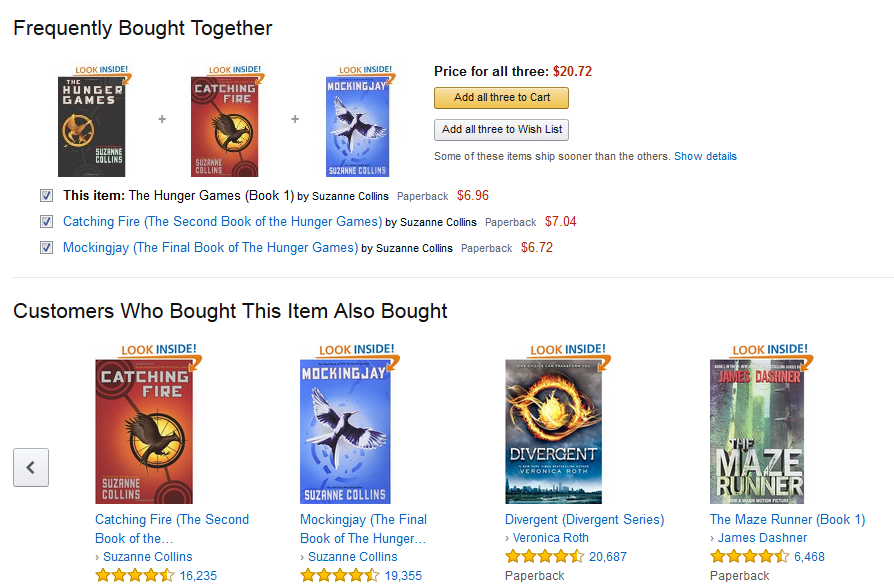 Frequently Bought Together
LOOK INSIDE!
LOOK INSIDE!
LOOK INSIDE!
THE
HUNGER
GAMES
SUZANNE
COLLINS
+
CATCHING
FIRE
SUZANNE
COLLINS
+
MOCKINGJAY
SUZANNE COLLINS
Price for all three: $20.72
Add all three to Cart
Add all three to Wish List
Some of these items ship sooner than the others. Show details
This item: The Hunger Games (Book 1) by Suzanne Collins Paperback $6.96
Catching Fire (The Second Book of the Hunger Games) by Suzanne Collins Paperback $7.04
Mockingjay (The Final Book of The Hunger Games) by Suzanne Collins Paperback $6.72
Customers Who Bought This Item Also Bought
LOOK INSIDE!
CATCHING
FIRE
SUZANNE
COLLINS
Catching Fire (The Second
Book of the...
› Suzanne Collins
16,235
LOOK INSIDE!
MOCKINGJAY
SUZANNE COLLINS
Mockingjay (The Final
Book of The Hunger...
› Suzanne Collins
19,355
LOOK INSIDE!
ONE CHOICE CAN TRANSFORM YOU
DIVERGENT
#1 NEW YORK TIMES BESTSELLING AUTHOR
VERONICA ROTH
Divergent (Divergent Series)
› Veronica Roth
20,687
Paperback
LOOK INSIDE!
JAMES DASHNER
THE
MAZE
RUNNER
NOW A MAJOR MOTION PICTURE
The Maze Runner (Book 1)
› James Dashner
6,468
Paperback